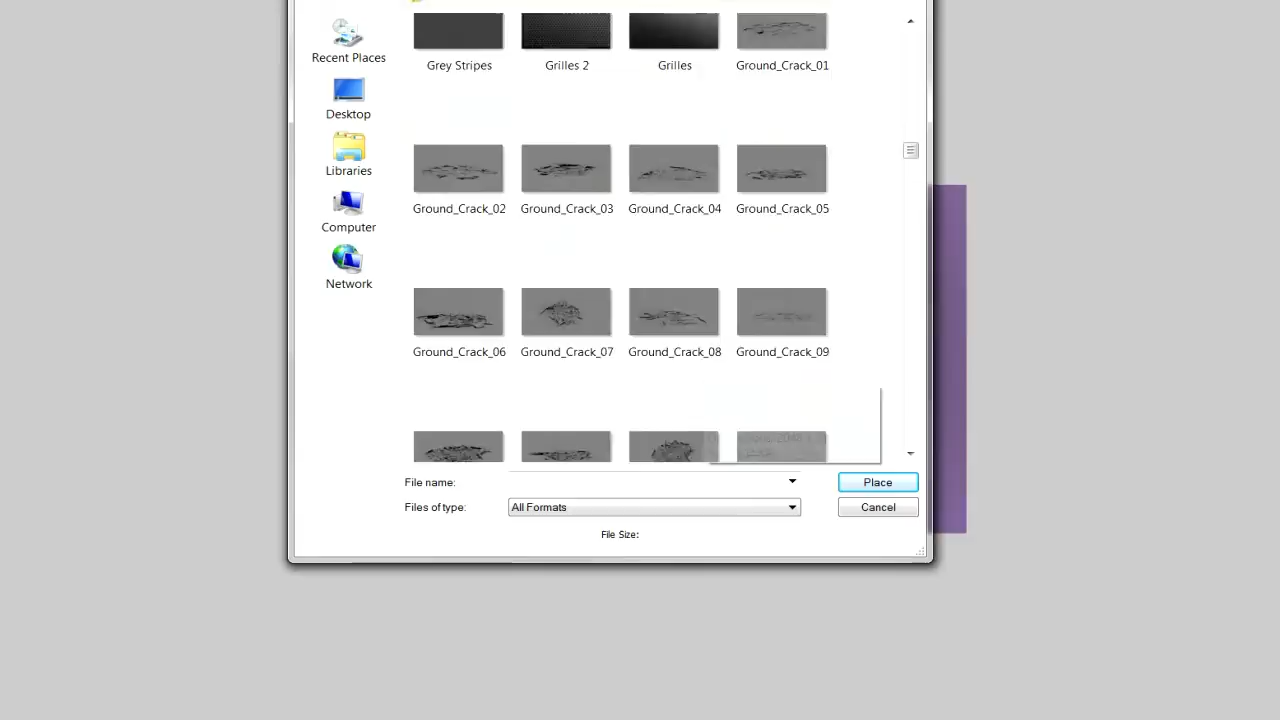 Recent Places
Grey Stripes
Grilles 2
Grilles
Ground_Crack_01
Desktop
Libraries
Ground_Crack_02
Ground_Crack_03
Ground_Crack_04
Ground_Crack_05
Computer
Network
Ground_Crack_06
Ground_Crack_07
Ground_Crack_08
Ground_Crack_09
File name:
Place
Files of type:
All Formats
Cancel
File Size: